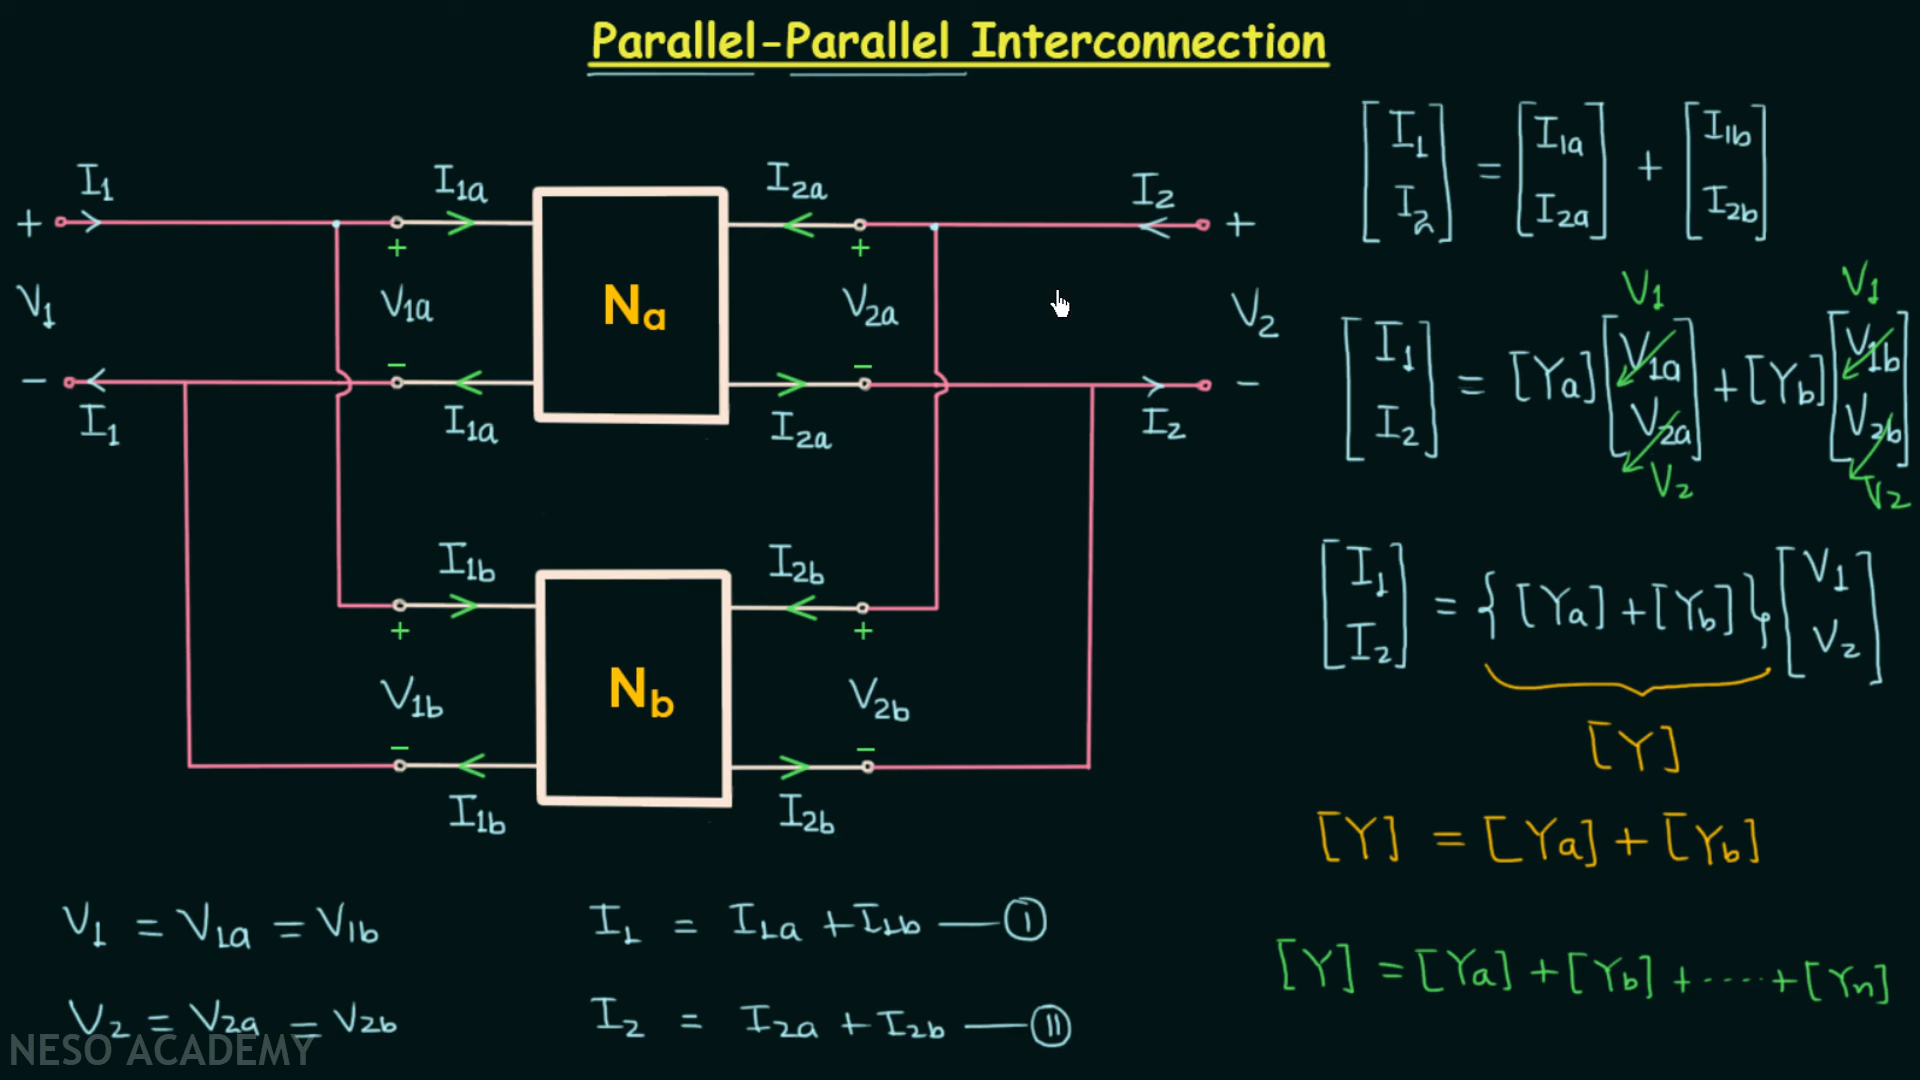 Parallel-Parallel Interconnection
I1 I1a I2a I2
+ + + +
V1 V1a Na V2a V2
- - - -
I1 I1a I2a I2
I1b I2b
+ +
V1b Nb V2b
- -
I1b I2b
V1 = V1a = V1b
V2 = V2a = V2b
I1 = I1a + I1b — I
I2 = I2a + I2b — II
[I1 I2] = [I1a I2a] + [I1b I2b]
V1 V1
[I1 I2] = [Ya] [V1a V2a] + [Yb] [V1b V2b]
V2 V2
[I1 I2] = { [Ya] + [Yb] } [V1 V2]
[Y]
[Y] = [Ya] + [Yb]
[Y] = [Ya] + [Yb] + ..... + [Yn]
NESO ACADEMY